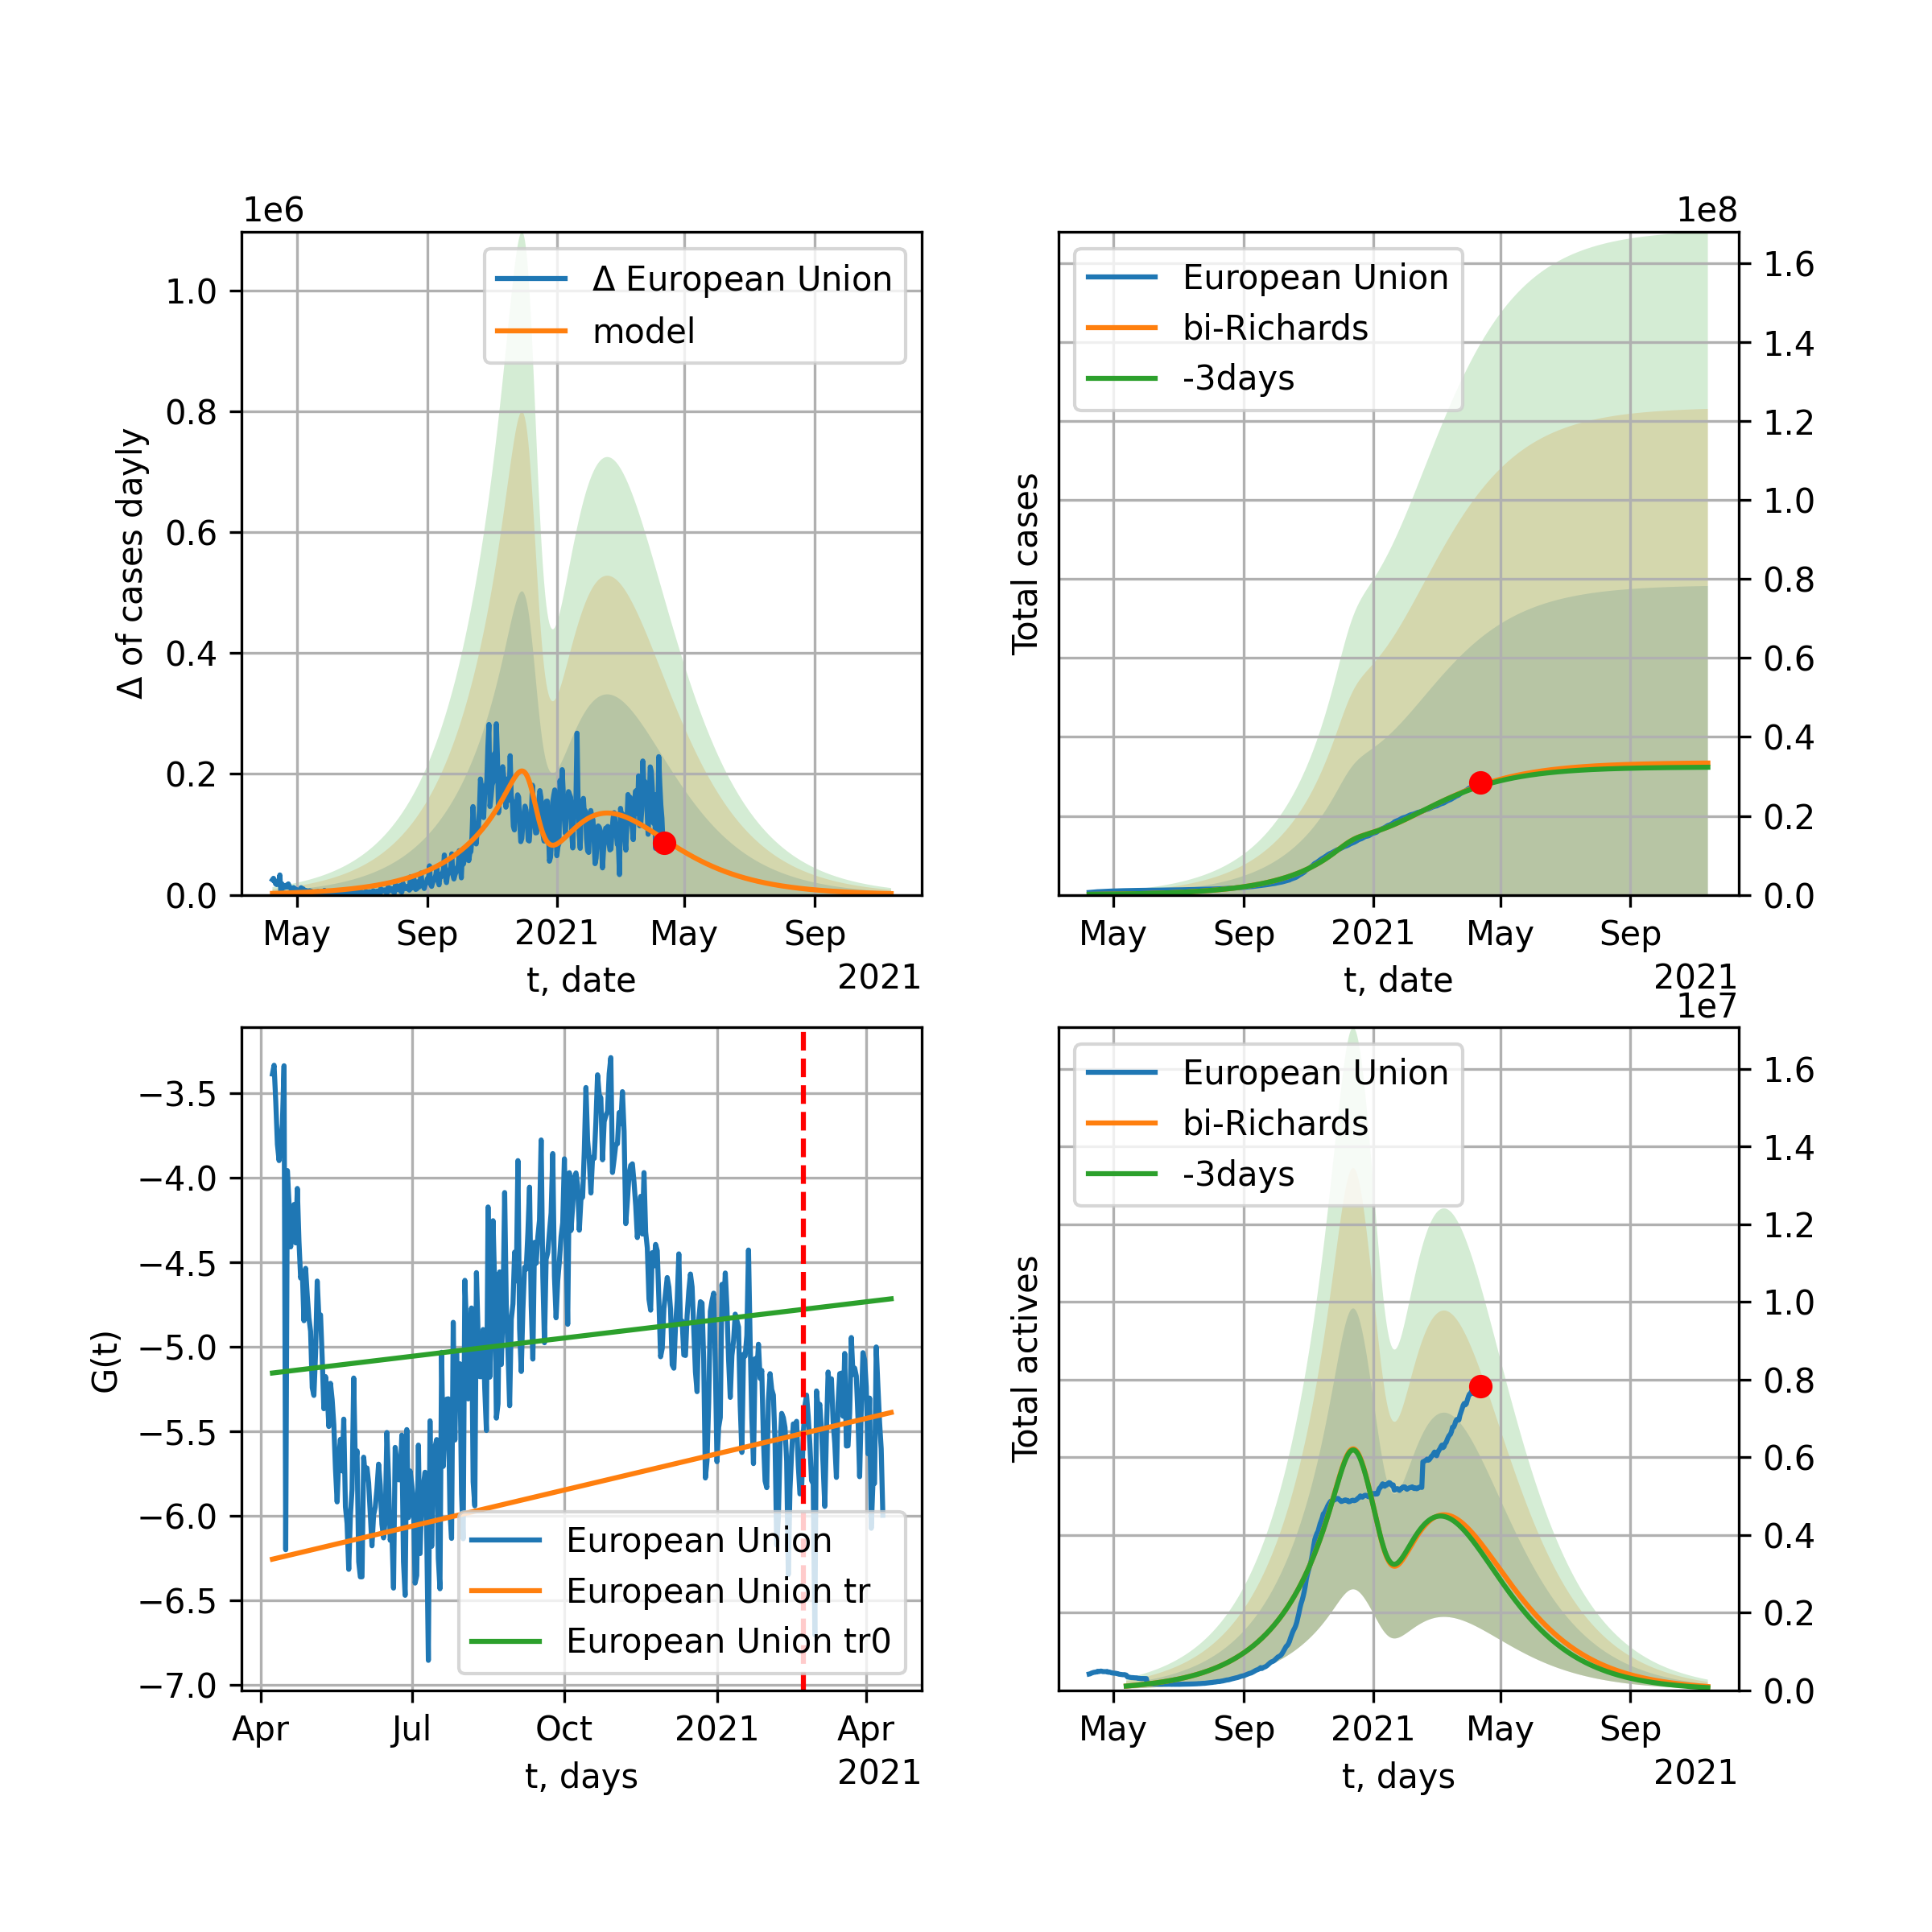 1e6
Δ of cases dayly
1.0
0.8
0.6
0.4
0.2
0.0
Δ European Union
model
May Sep 2021 May Sep
t, date
2021
1e8
Total cases
European Union
bi-Richards
-3days
1.6
1.4
1.2
1.0
0.8
0.6
0.4
0.2
0.0
May Sep 2021 May Sep
t, date
2021
G(t)
−3.5
−4.0
−4.5
−5.0
−5.5
−6.0
−6.5
−7.0
European Union
European Union tr
European Union tr0
Apr Jul Oct 2021 Apr
t, days
2021
1e7
Total actives
European Union
bi-Richards
-3days
1.6
1.4
1.2
1.0
0.8
0.6
0.4
0.2
0.0
May Sep 2021 May Sep
t, days
2021